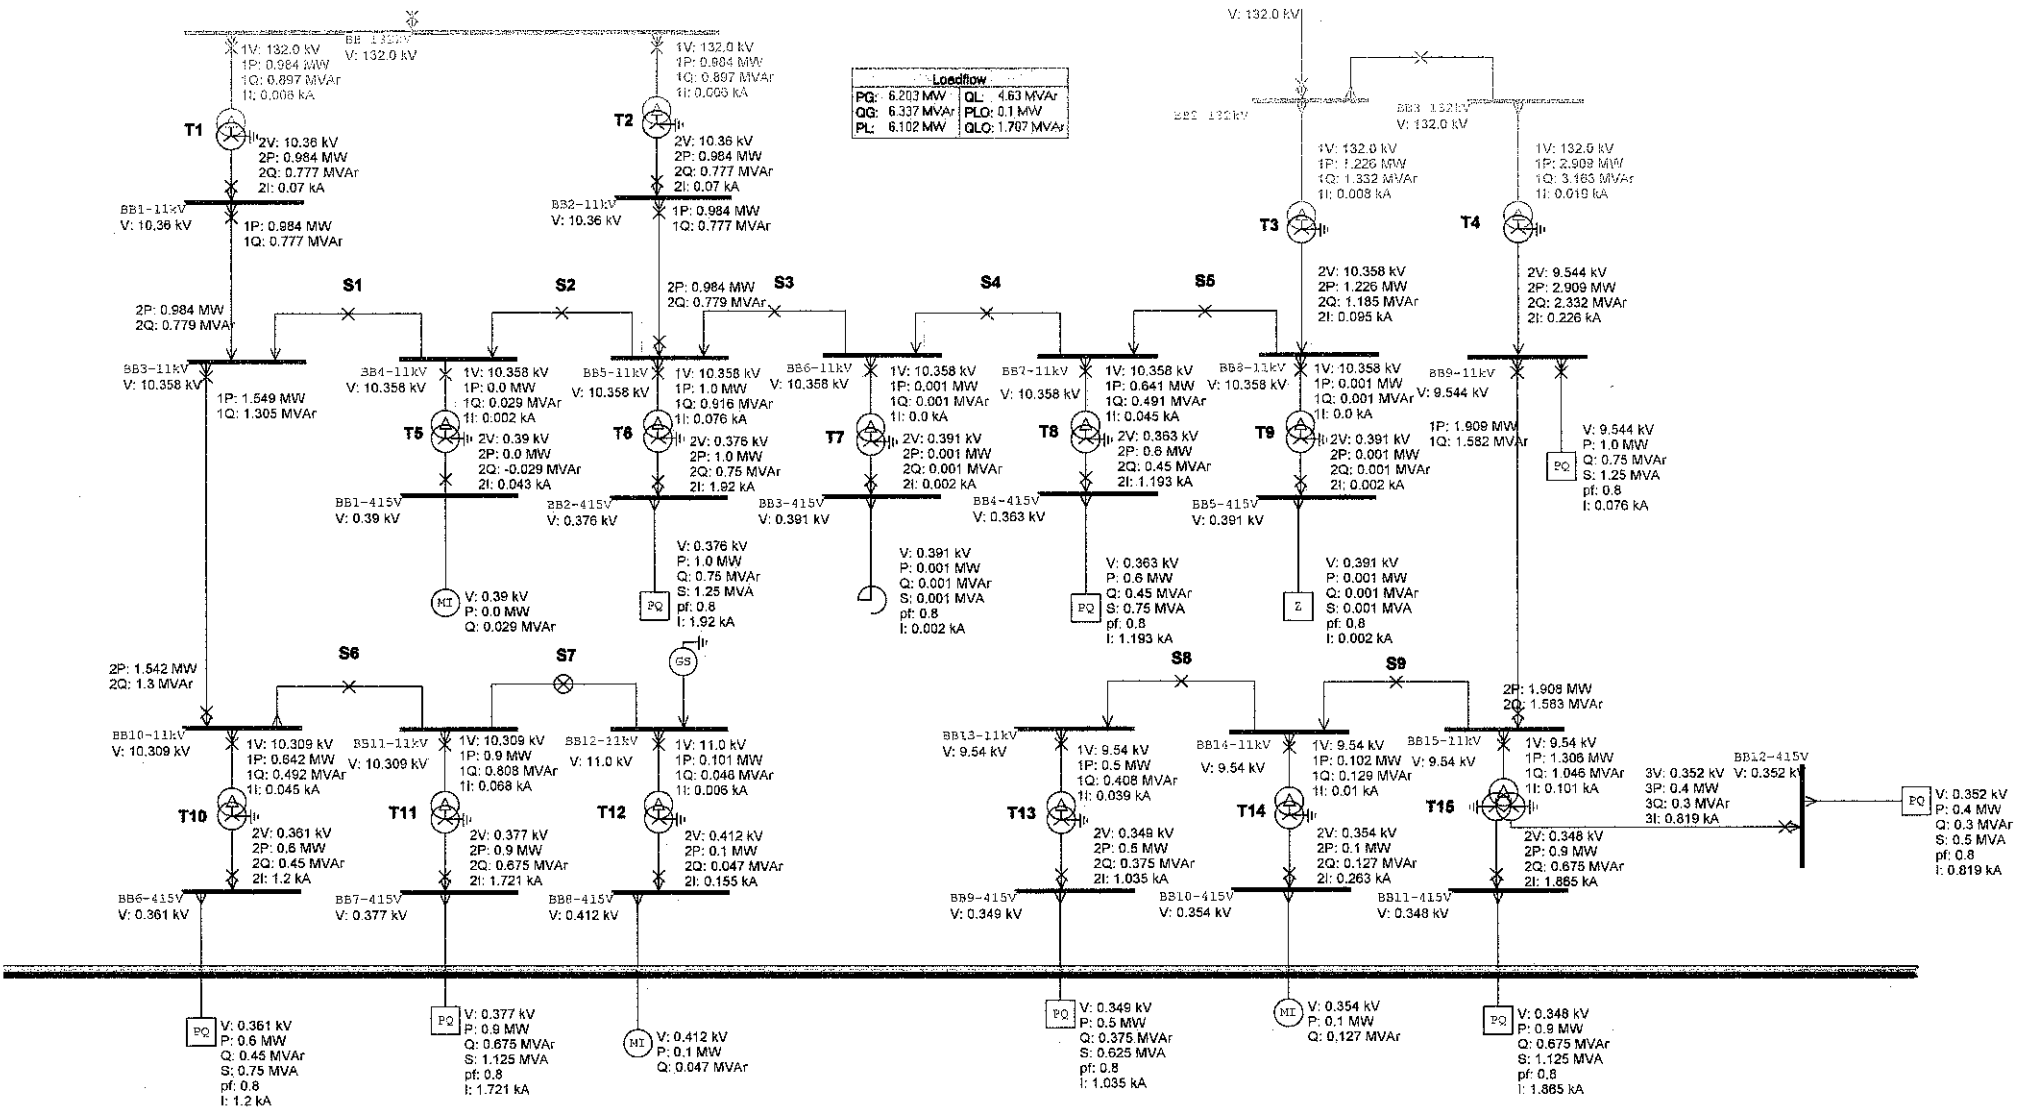 BB 132kV
V: 132.0 kV
1V: 132.0 kV
1P: 0.984 MW
1Q: 0.897 MVAr
1I: 0.006 kA
T1
2V: 10.36 kV
2P: 0.984 MW
2Q: 0.777 MVAr
2I: 0.07 kA
BB1-11kV
V: 10.36 kV
1P: 0.984 MW
1Q: 0.777 MVAr
1V: 132.0 kV
1P: 0.984 MW
1Q: 0.897 MVAr
1I: 0.006 kA
T2
2V: 10.36 kV
2P: 0.984 MW
2Q: 0.777 MVAr
2I: 0.07 kA
BB2-11kV
V: 10.36 kV
1P: 0.984 MW
1Q: 0.777 MVAr
Loadflow
PG: 6.203 MW QL: 4.63 MVAr
QG: 6.337 MVAr PLO: 0.1 MW
PL: 6.102 MW QLO: 1.707 MVAr
V: 132.0 kV
BB2 132kV
BB3 132kV
V: 132.0 kV
1V: 132.0 kV
1P: 1.226 MW
1Q: 1.332 MVAr
1I: 0.008 kA
T3
2V: 10.358 kV
2P: 1.226 MW
2Q: 1.185 MVAr
2I: 0.095 kA
1V: 132.0 kV
1P: 2.909 MW
1Q: 3.163 MVAr
1I: 0.019 kA
T4
2V: 9.544 kV
2P: 2.909 MW
2Q: 2.332 MVAr
2I: 0.226 kA
S1
S2
S3
S4
S5
2P: 0.984 MW
2Q: 0.779 MVAr
2P: 0.984 MW
2Q: 0.779 MVAr
BB3-11kV
V: 10.358 kV
1P: 1.549 MW
1Q: 1.305 MVAr
BB4-11kV
V: 10.358 kV
1V: 10.358 kV
1P: 0.0 MW
1Q: 0.029 MVAr
1I: 0.002 kA
T5
2V: 0.39 kV
2P: 0.0 MW
2Q: -0.029 MVAr
2I: 0.043 kA
BB1-415V
V: 0.39 kV
MI
V: 0.39 kV
P: 0.0 MW
Q: 0.029 MVAr
BB5-11kV
V: 10.358 kV
1V: 10.358 kV
1P: 1.0 MW
1Q: 0.916 MVAr
1I: 0.076 kA
T6
2V: 0.376 kV
2P: 1.0 MW
2Q: 0.75 MVAr
2I: 1.92 kA
BB2-415V
V: 0.376 kV
PQ
V: 0.376 kV
P: 1.0 MW
Q: 0.75 MVAr
S: 1.25 MVA
pf: 0.8
I: 1.92 kA
BB6-11kV
V: 10.358 kV
1V: 10.358 kV
1P: 0.001 MW
1Q: 0.001 MVAr
1I: 0.0 kA
T7
2V: 0.391 kV
2P: 0.001 MW
2Q: 0.001 MVAr
2I: 0.002 kA
BB3-415V
V: 0.391 kV
V: 0.391 kV
P: 0.001 MW
Q: 0.001 MVAr
S: 0.001 MVA
pf: 0.8
I: 0.002 kA
BB7-11kV
V: 10.358 kV
1V: 10.358 kV
1P: 0.641 MW
1Q: 0.491 MVAr
1I: 0.045 kA
T8
2V: 0.363 kV
2P: 0.6 MW
2Q: 0.45 MVAr
2I: 1.193 kA
BB4-415V
V: 0.363 kV
PQ
V: 0.363 kV
P: 0.6 MW
Q: 0.45 MVAr
S: 0.75 MVA
pf: 0.8
I: 1.193 kA
BB8-11kV
V: 10.358 kV
1V: 10.358 kV
1P: 0.001 MW
1Q: 0.001 MVAr
1I: 0.0 kA
T9
2V: 0.391 kV
2P: 0.001 MW
2Q: 0.001 MVAr
2I: 0.002 kA
BB5-415V
V: 0.391 kV
Z
V: 0.391 kV
P: 0.001 MW
Q: 0.001 MVAr
S: 0.001 MVA
pf: 0.8
I: 0.002 kA
BB9-11kV
V: 9.544 kV
1P: 1.909 MW
1Q: 1.582 MVAr
PQ
V: 9.544 kV
P: 1.0 MW
Q: 0.75 MVAr
S: 1.25 MVA
pf: 0.8
I: 0.076 kA
2P: 1.542 MW
2Q: 1.3 MVAr
S6
S7
GS
S8
S9
2P: 1.908 MW
2Q: 1.583 MVAr
BB10-11kV
V: 10.309 kV
1V: 10.309 kV
1P: 0.642 MW
1Q: 0.492 MVAr
1I: 0.045 kA
T10
2V: 0.361 kV
2P: 0.6 MW
2Q: 0.45 MVAr
2I: 1.2 kA
BB6-415V
V: 0.361 kV
PQ
V: 0.361 kV
P: 0.6 MW
Q: 0.45 MVAr
S: 0.75 MVA
pf: 0.8
I: 1.2 kA
BB11-11kV
V: 10.309 kV
1V: 10.309 kV
1P: 0.9 MW
1Q: 0.808 MVAr
1I: 0.068 kA
T11
2V: 0.377 kV
2P: 0.9 MW
2Q: 0.675 MVAr
2I: 1.721 kA
BB7-415V
V: 0.377 kV
PQ
V: 0.377 kV
P: 0.9 MW
Q: 0.675 MVAr
S: 1.125 MVA
pf: 0.8
I: 1.721 kA
BB12-11kV
V: 11.0 kV
1V: 11.0 kV
1P: 0.101 MW
1Q: 0.048 MVAr
1I: 0.006 kA
T12
2V: 0.412 kV
2P: 0.1 MW
2Q: 0.047 MVAr
2I: 0.155 kA
BB8-415V
V: 0.412 kV
MI
V: 0.412 kV
P: 0.1 MW
Q: 0.047 MVAr
BB13-11kV
V: 9.54 kV
1V: 9.54 kV
1P: 0.5 MW
1Q: 0.408 MVAr
1I: 0.039 kA
T13
2V: 0.349 kV
2P: 0.5 MW
2Q: 0.375 MVAr
2I: 1.035 kA
BB9-415V
V: 0.349 kV
PQ
V: 0.349 kV
P: 0.5 MW
Q: 0.375 MVAr
S: 0.625 MVA
pf: 0.8
I: 1.035 kA
BB14-11kV
V: 9.54 kV
1V: 9.54 kV
1P: 0.102 MW
1Q: 0.129 MVAr
1I: 0.01 kA
T14
2V: 0.354 kV
2P: 0.1 MW
2Q: 0.127 MVAr
2I: 0.263 kA
BB10-415V
V: 0.354 kV
MI
V: 0.354 kV
P: 0.1 MW
Q: 0.127 MVAr
BB15-11kV
V: 9.54 kV
1V: 9.54 kV
1P: 1.306 MW
1Q: 1.046 MVAr
1I: 0.101 kA
T15
2V: 0.348 kV
2P: 0.9 MW
2Q: 0.675 MVAr
2I: 1.865 kA
BB11-415V
V: 0.348 kV
PQ
V: 0.348 kV
P: 0.9 MW
Q: 0.675 MVAr
S: 1.125 MVA
pf: 0.8
I: 1.865 kA
3V: 0.352 kV
3P: 0.4 MW
3Q: 0.3 MVAr
3I: 0.819 kA
BB12-415V
V: 0.352 kV
PQ
V: 0.352 kV
P: 0.4 MW
Q: 0.3 MVAr
S: 0.5 MVA
pf: 0.8
I: 0.819 kA